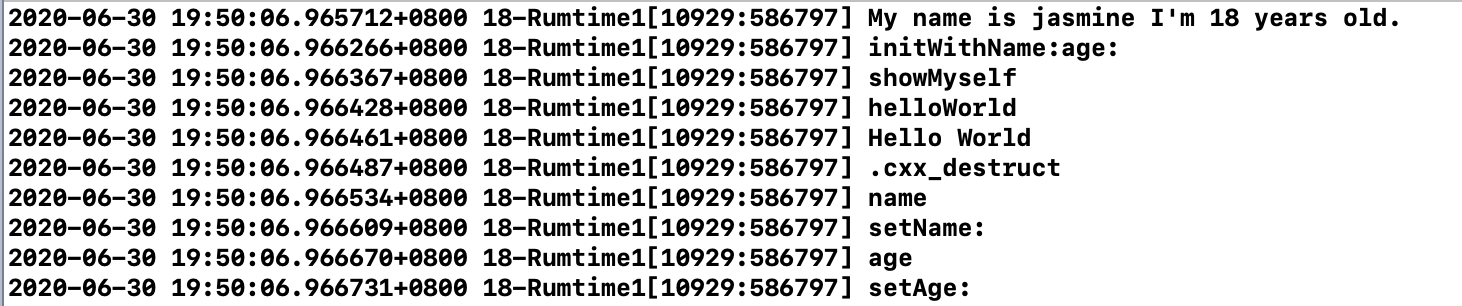 2020-06-30 19:50:06.965712+0800 18-Rumtime1[10929:586797] My name is jasmine I'm 18 years old.
2020-06-30 19:50:06.966266+0800 18-Rumtime1[10929:586797] initWithName:age:
2020-06-30 19:50:06.966367+0800 18-Rumtime1[10929:586797] showMyself
2020-06-30 19:50:06.966428+0800 18-Rumtime1[10929:586797] helloWorld
2020-06-30 19:50:06.966461+0800 18-Rumtime1[10929:586797] Hello World
2020-06-30 19:50:06.966487+0800 18-Rumtime1[10929:586797] .cxx_destruct
2020-06-30 19:50:06.966534+0800 18-Rumtime1[10929:586797] name
2020-06-30 19:50:06.966609+0800 18-Rumtime1[10929:586797] setName:
2020-06-30 19:50:06.966670+0800 18-Rumtime1[10929:586797] age
2020-06-30 19:50:06.966731+0800 18-Rumtime1[10929:586797] setAge: